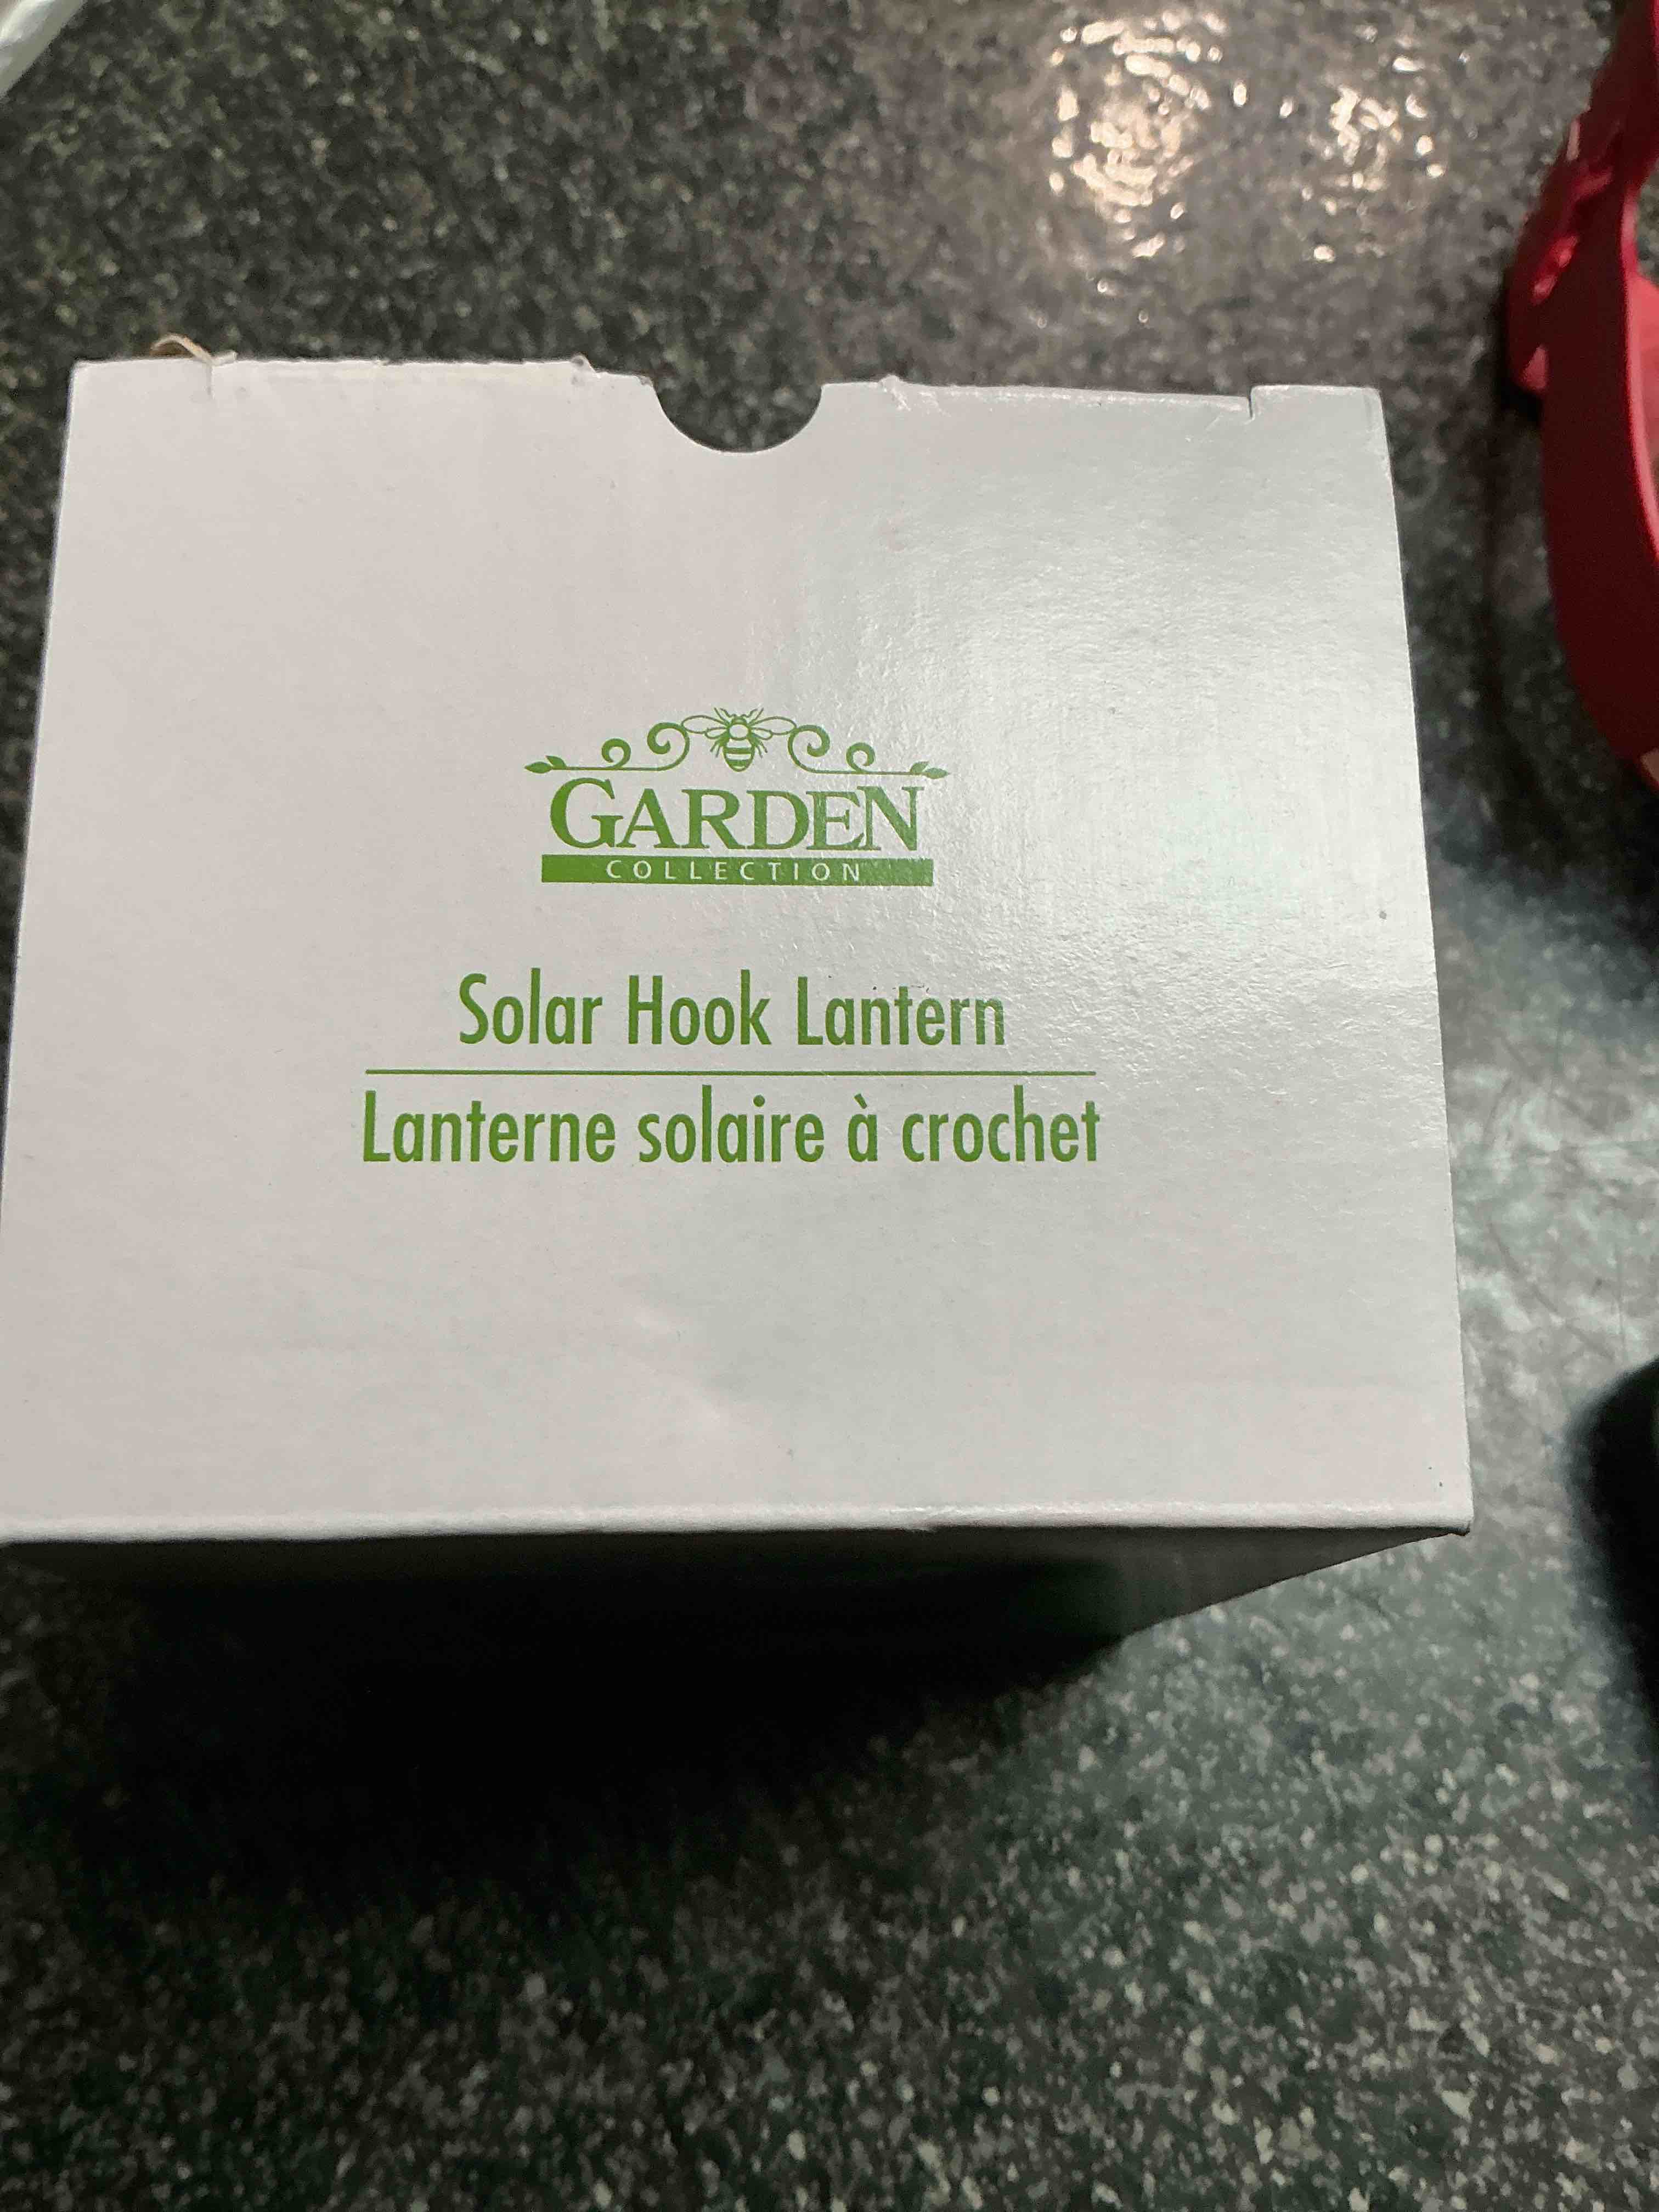 GARDEN
COLLECTION
Solar Hook Lantern
Lanterne solaire à crochet